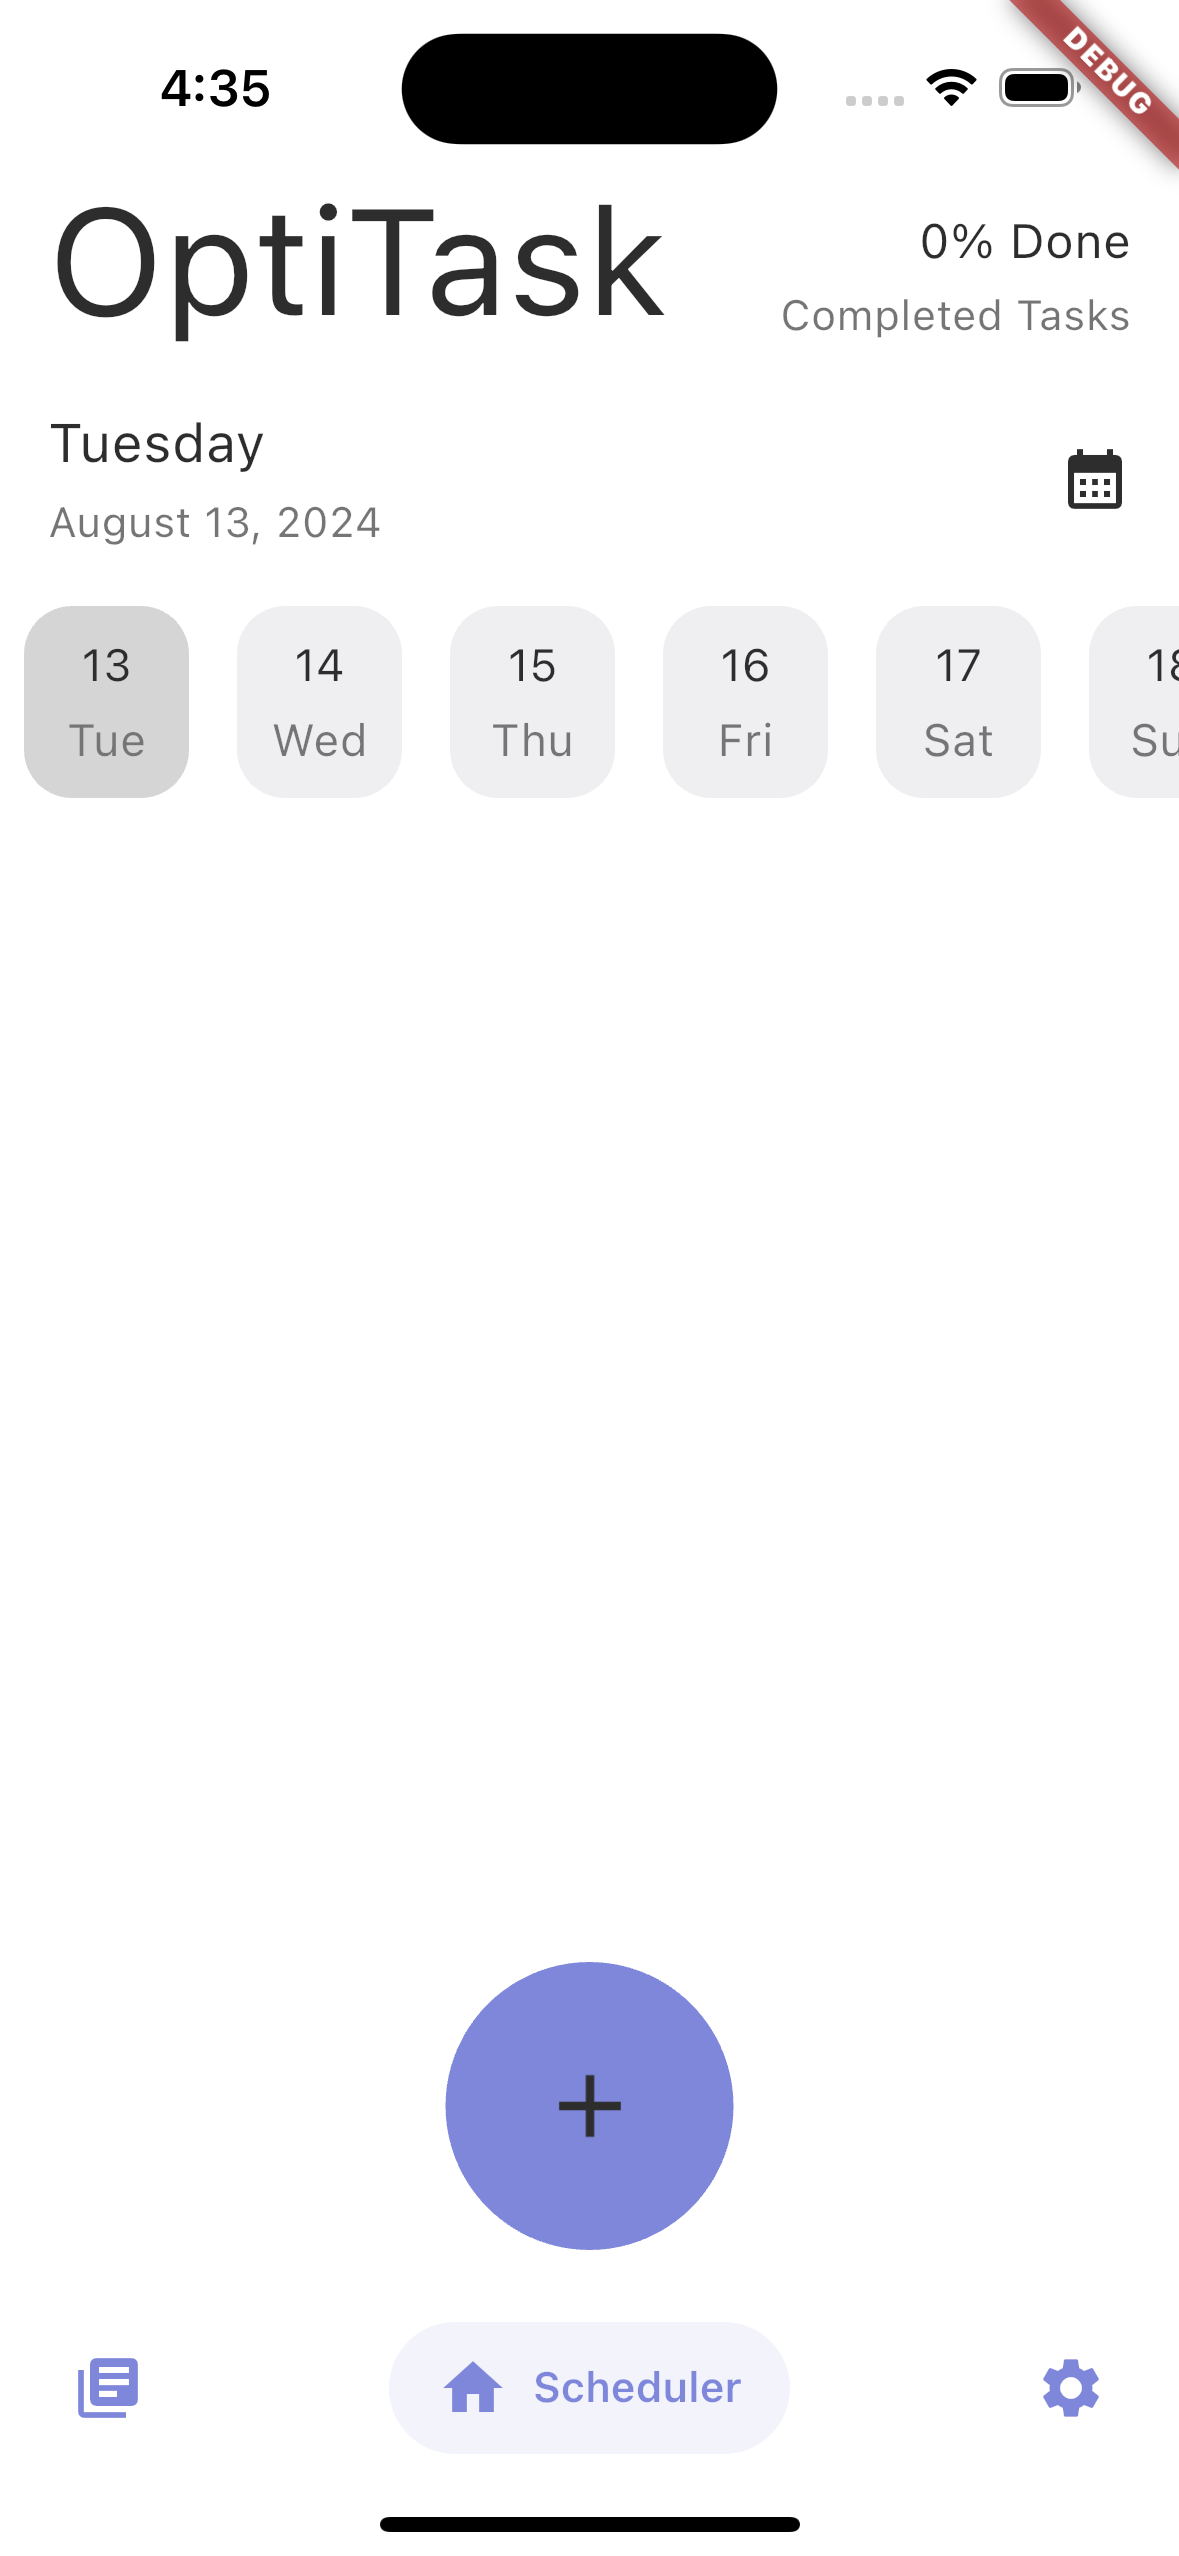 4:35
DEBUG
OptiTask
0% Done
Completed Tasks
Tuesday
August 13, 2024
13 14 15 16 17
Tue Wed Thu Fri Sat
Scheduler